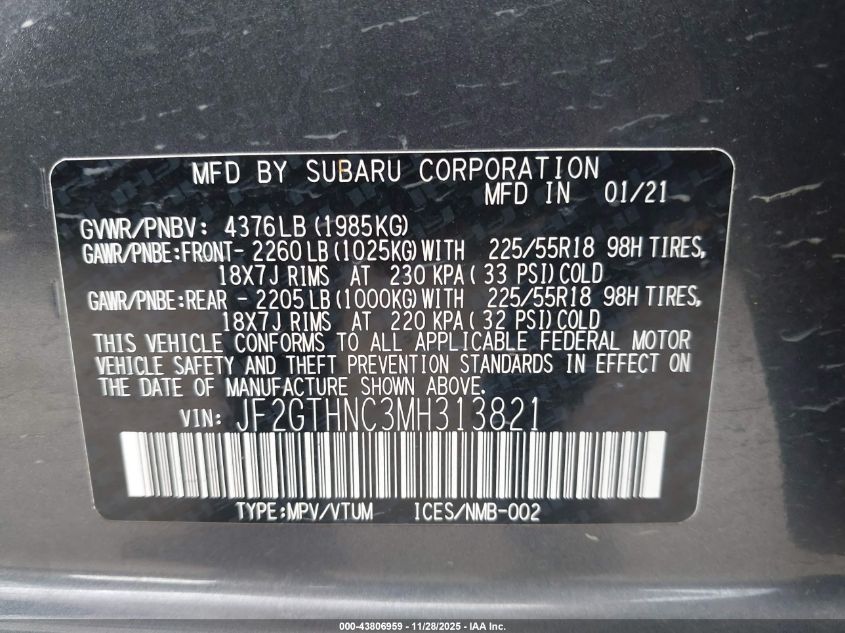 MFD BY SUBARU CORPORATION
MFD IN 01/21
GVWR/PNBV: 4376LB (1985KG)
GAWR/PNBE:FRONT- 2260 LB (1025KG) WITH 225/55R18 98H TIRES,
18X7J RIMS AT 230 KPA ( 33 PSI) COLD
GAWR/PNBE:REAR - 2205 LB (1000KG) WITH 225/55R18 98H TIRES,
18X7J RIMS AT 220 KPA ( 32 PSI) COLD
THIS VEHICLE CONFORMS TO ALL APPLICABLE FEDERAL MOTOR
VEHICLE SAFETY AND THEFT PREVENTION STANDARDS IN EFFECT ON
THE DATE OF MANUFACTURE SHOWN ABOVE.
VIN: JF2GTHNC3MH313821
TYPE:MPV/VTUM ICES/NMB-002
000-43806959 - 11/28/2025 - IAA Inc.